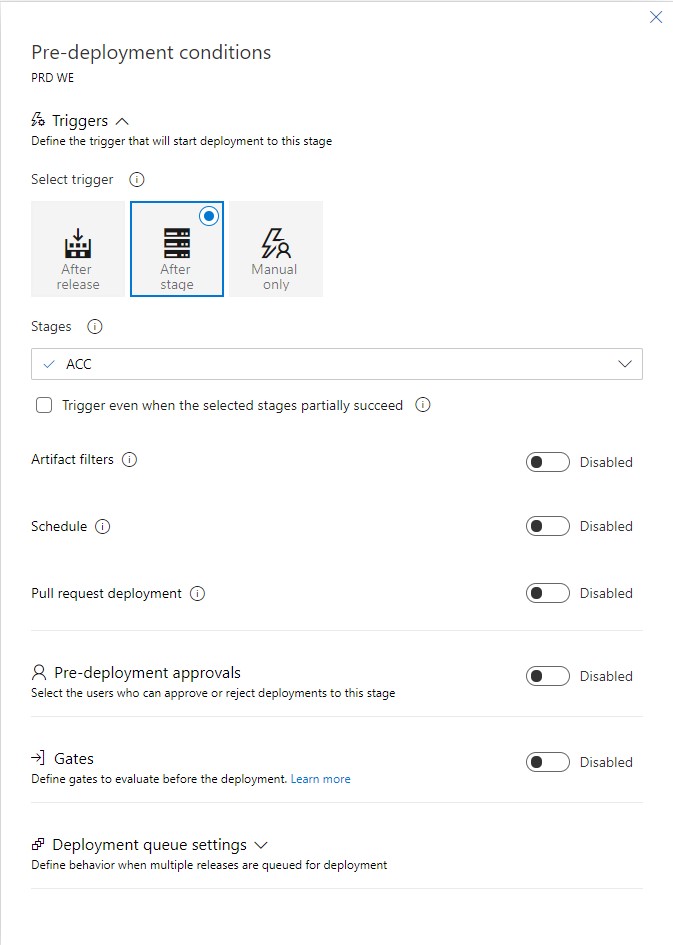 Pre-deployment conditions
PRD WE
Triggers
Define the trigger that will start deployment to this stage
Select trigger
After
release
After
stage
Manual
only
Stages
ACC
Trigger even when the selected stages partially succeed
Artifact filters
Disabled
Schedule
Disabled
Pull request deployment
Disabled
Pre-deployment approvals
Disabled
Select the users who can approve or reject deployments to this stage
Gates
Disabled
Define gates to evaluate before the deployment. Learn more
Deployment queue settings
Define behavior when multiple releases are queued for deployment